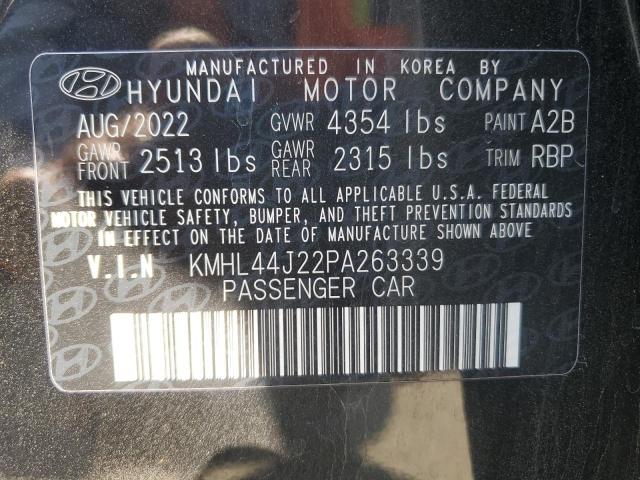 MANUFACTURED IN KOREA BY
HYUNDAI MOTOR COMPANY
AUG/2022 GVWR 4354 lbs PAINT A2B
GAWR FRONT 2513 lbs GAWR REAR 2315 lbs TRIM RBP
THIS VEHICLE CONFORMS TO ALL APPLICABLE U.S.A. FEDERAL
MOTOR VEHICLE SAFETY, BUMPER, AND THEFT PREVENTION STANDARDS
IN EFFECT ON THE DATE OF MANUFACTURE SHOWN ABOVE.
V.I.N KMHL44J22PA263339
PASSENGER CAR